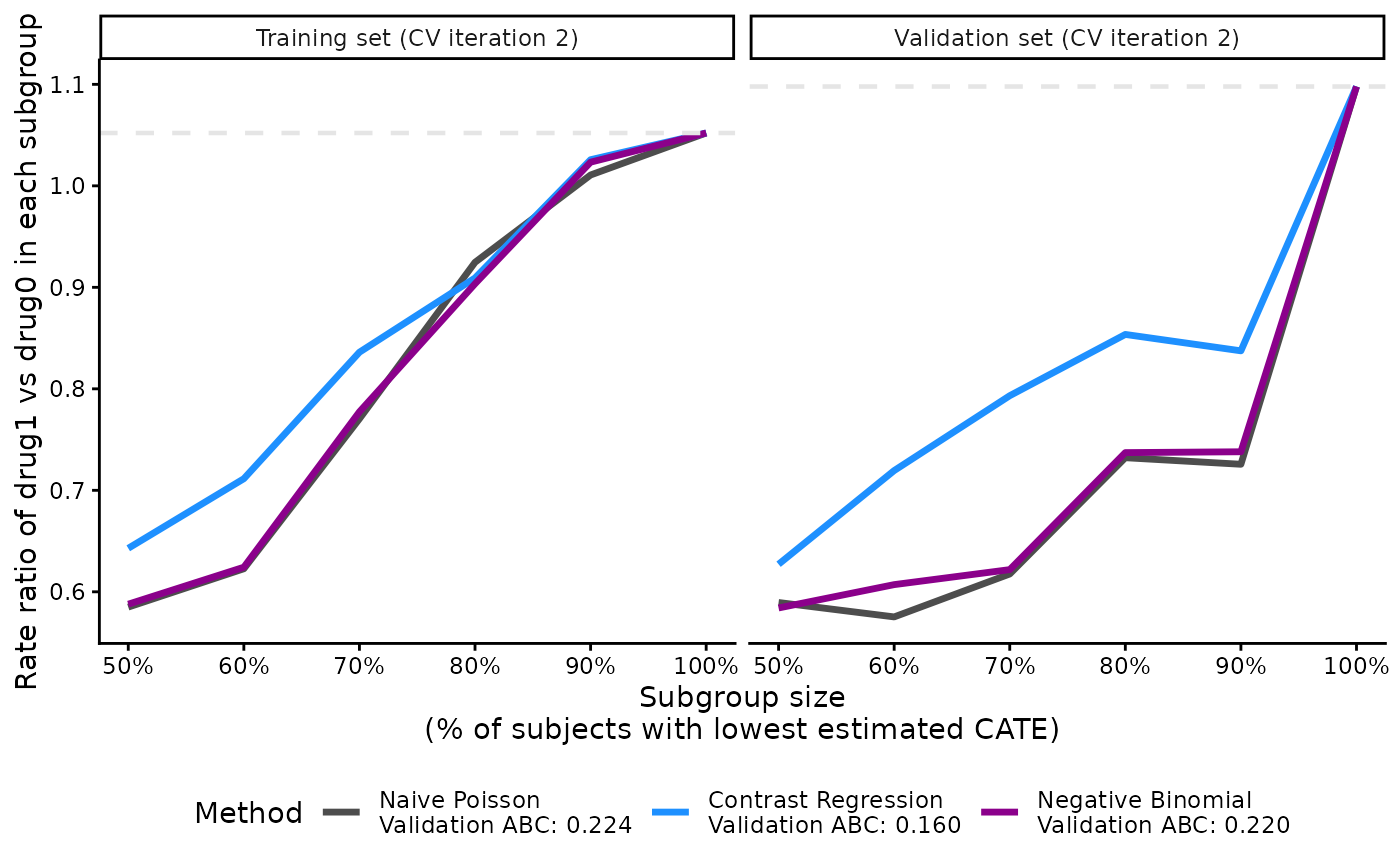 Training set (CV iteration 2)
Validation set (CV iteration 2)
Rate ratio of drug1 vs drug0 in each subgroup
1.1
1.0
0.9
0.8
0.7
0.6
50%
60%
70%
80%
90%
100%
50%
60%
70%
80%
90%
100%
Subgroup size
(% of subjects with lowest estimated CATE)
Method
Naive Poisson
Validation ABC: 0.224
Contrast Regression
Validation ABC: 0.160
Negative Binomial
Validation ABC: 0.220